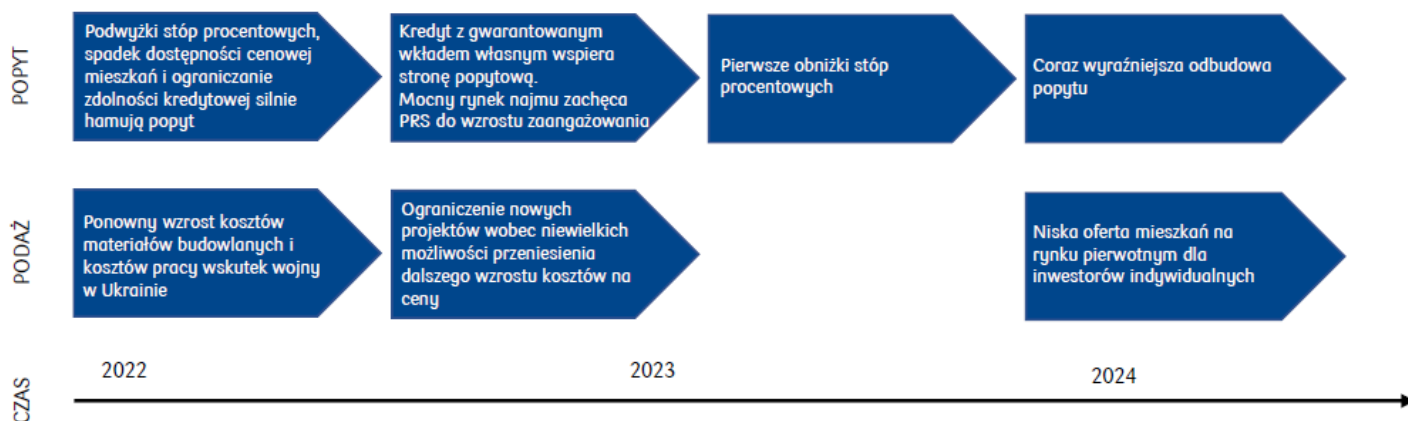 POPYT
Podwyżki stóp procentowych,
spadek dostępności cenowej
mieszkań i ograniczanie
zdolności kredytowej silnie
hamują popyt
Kredyt z gwarantowanym
wkładem własnym wspiera
stronę popytową.
Mocny rynek najmu zachęca
PRS do wzrostu zaangażowania
Pierwsze obniżki stóp
procentowych
Coraz wyraźniejsza odbudowa
popytu
PODAŻ
Ponowny wzrost kosztów
materiałów budowlanych i
kosztów pracy wskutek wojny
w Ukrainie
Ograniczenie nowych
projektów wobec niewielkich
możliwości przeniesienia
dalszego wzrostu kosztów na
ceny
Niska oferta mieszkań na
rynku pierwotnym dla
inwestorów indywidualnych
CZAS
2022
2023
2024